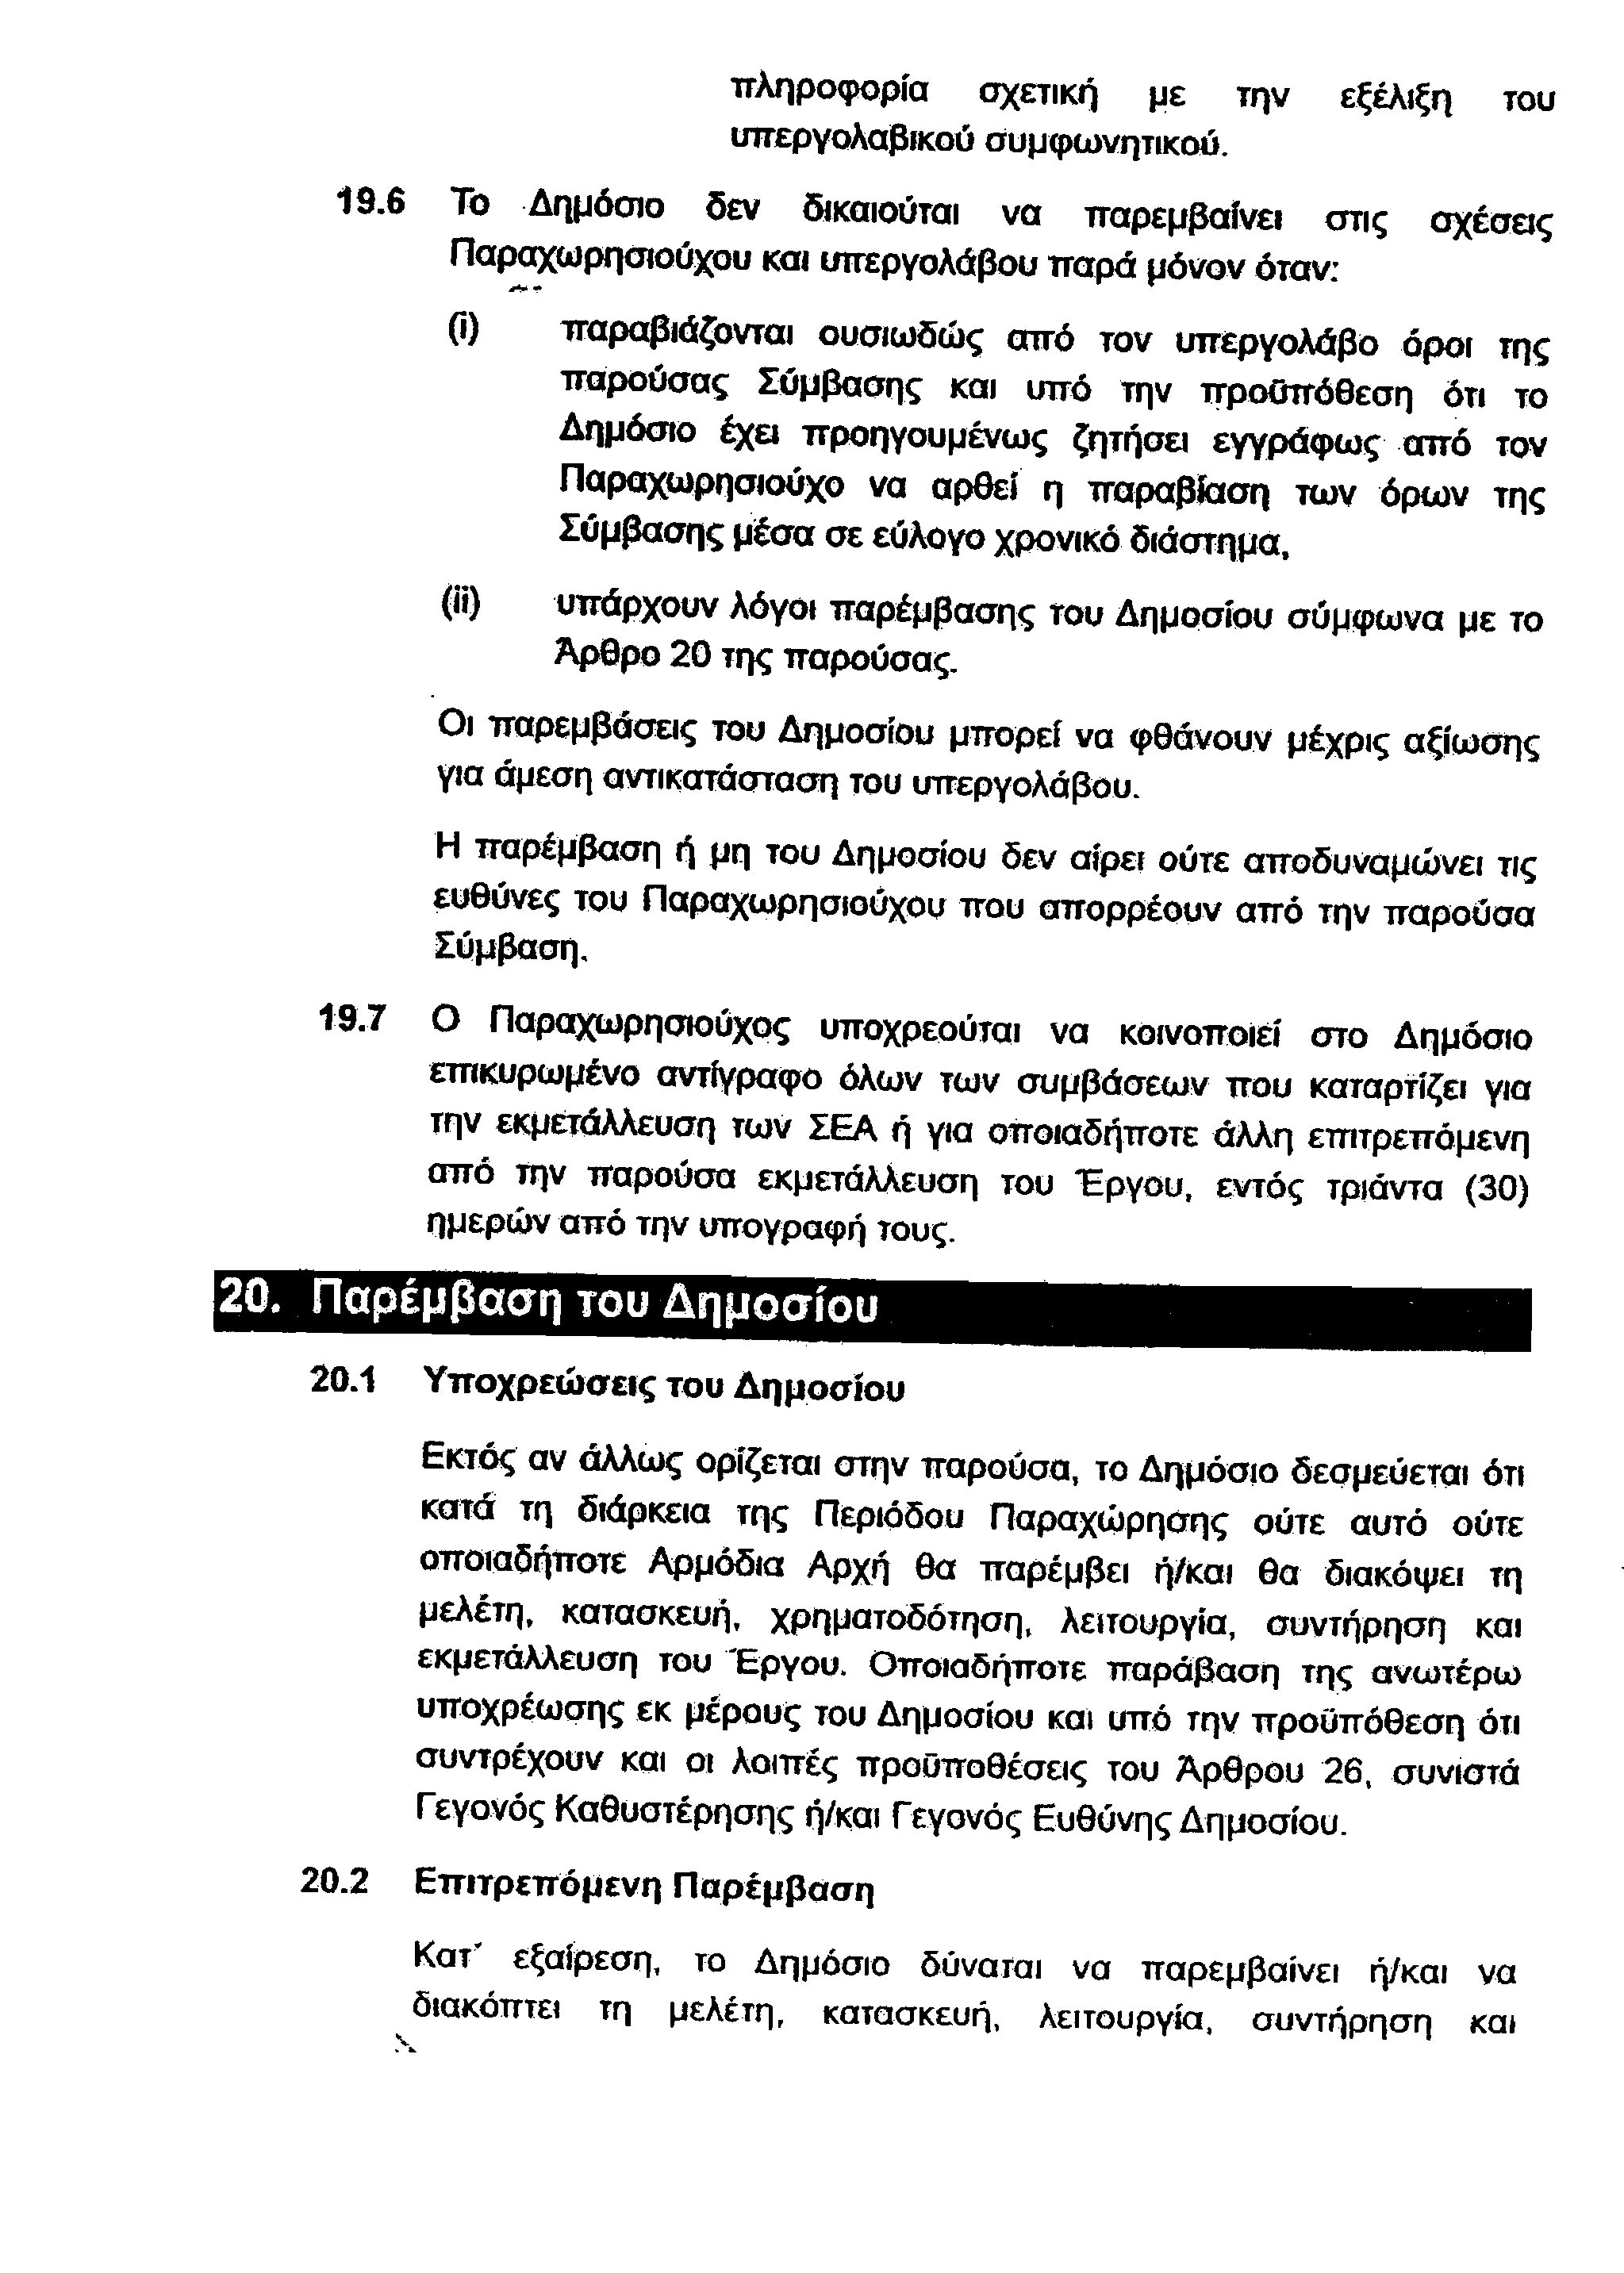 πληροφορία σχετική με την εξέλιξη του
υπεργολαβικού συμφωνητικού.
19.6 Το Δημόσιο δεν δικαιούται να παρεμβαίνει στις σχέσεις
Παραχωρησιούχου και υπεργολάβου παρά μόνον όταν:
(i) παραβιάζονται ουσιωδώς από τον υπεργολάβο όροι της
παρούσας Σύμβασης και υπό την προϋπόθεση ότι το
Δημόσιο έχει προηγουμένως ζητήσει εγγράφως από τον
Παραχωρησιούχο να αρθεί η παραβίαση των όρων της
Σύμβασης μέσα σε εύλογο χρονικό διάστημα,
(ii) υπάρχουν λόγοι παρέμβασης του Δημοσίου σύμφωνα με το
Άρθρο 20 της παρούσας.
Οι παρεμβάσεις του Δημοσίου μπορεί να φθάνουν μέχρις αξίωσης
για άμεση αντικατάσταση του υπεργολάβου.
Η παρέμβαση ή μη του Δημοσίου δεν αίρει ούτε αποδυναμώνει τις
ευθύνες του Παραχωρησιούχου που απορρέουν από την παρούσα
Σύμβαση.
19.7 Ο Παραχωρησιούχος υποχρεούται να κοινοποιεί στο Δημόσιο
επικυρωμένο αντίγραφο όλων των συμβάσεων που καταρτίζει για
την εκμετάλλευση των ΣΕΑ ή για οποιαδήποτε άλλη επιτρεπόμενη
από την παρούσα εκμετάλλευση του Έργου, εντός τριάντα (30)
ημερών από την υπογραφή τους.
20. Παρέμβαση του Δημοσίου
20.1 Υποχρεώσεις του Δημοσίου
Εκτός αν άλλως ορίζεται στην παρούσα, το Δημόσιο δεσμεύεται ότι
κατά τη διάρκεια της Περιόδου Παραχώρησης ούτε αυτό ούτε
οποιαδήποτε Αρμόδια Αρχή θα παρέμβει ή/και θα διακόψει τη
μελέτη, κατασκευή, χρηματοδότηση, λειτουργία, συντήρηση και
εκμετάλλευση του Έργου. Οποιαδήποτε παράβαση της ανωτέρω
υποχρέωσης εκ μέρους του Δημοσίου και υπό την προϋπόθεση ότι
συντρέχουν και οι λοιπές προϋποθέσεις του Άρθρου 26, συνιστά
Γεγονός Καθυστέρησης ή/και Γεγονός Ευθύνης Δημοσίου.
20.2 Επιτρεπόμενη Παρέμβαση
Κατ' εξαίρεση, το Δημόσιο δύναται να παρεμβαίνει ή/και να
διακόπτει τη μελέτη, κατασκευή, λειτουργία, συντήρηση και